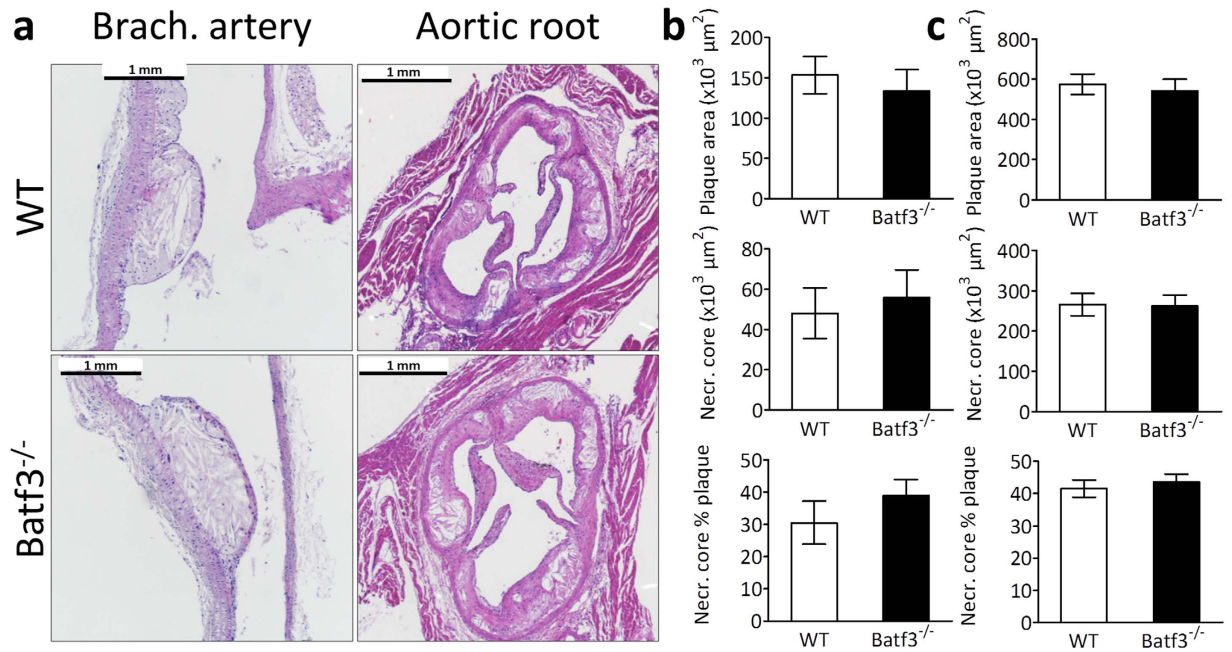 a
Brach. artery
Aortic root
WT
Batf3-/-
1 mm
1 mm
1 mm
1 mm
b
Plaque area (x10³ µm²)
200
150
100
50
0
WT
Batf3-/-
Necr. core (x10³ µm²)
80
60
40
20
0
WT
Batf3-/-
Necr. core % plaque
50
40
30
20
10
0
WT
Batf3-/-
c
Plaque area (x10³ µm²)
800
600
400
200
0
WT
Batf3-/-
Necr. core (x10³ µm²)
400
300
200
100
0
WT
Batf3-/-
Necr. core % plaque
50
40
30
20
10
0
WT
Batf3-/-